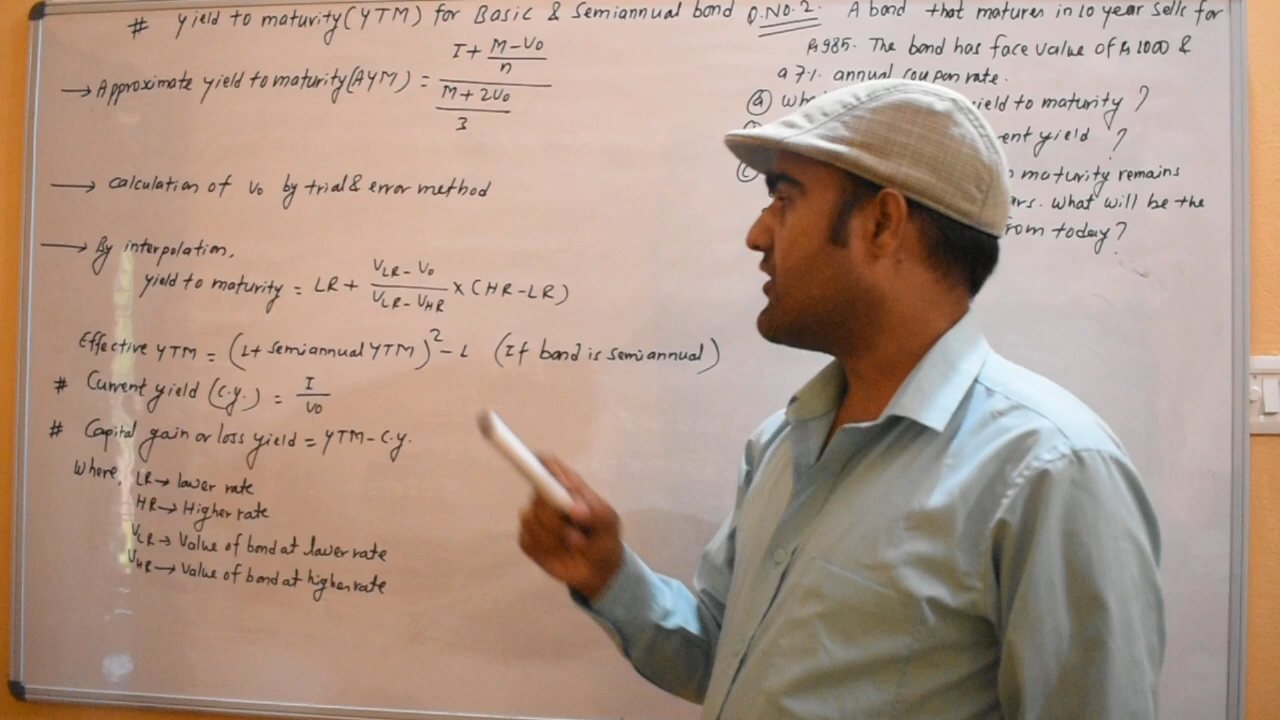 # Yield to maturity (YTM) for Basic & Semiannual bond
→ Approximate yield to maturity (AYM) = (I + (M - V0)/n) / ((M + 2V0)/3)
→ Calculation of V0 by trial & error method
→ By interpolation,
yield to maturity = LR + (VLR - V0)/(VLR - VHR) × (HR - LR)
Effective YTM = (1 + semiannual YTM)² - 1 (If bond is semiannual)
# Current yield (C.y.) = I/V0
# Capital gain or loss yield = YTM - C.y.
Where, LR → lower rate
HR → Higher rate
VLR → Value of bond at lower rate
VHR → Value of bond at higher rate
Q.NO.2. A bond that matures in 10 year sells for
Rs 985. The bond has face value of Rs 1000 &
a 7% annual coupon rate.
(a) ield to maturity ?
ent yield ?
(c) maturity remains
What will be the
from today?